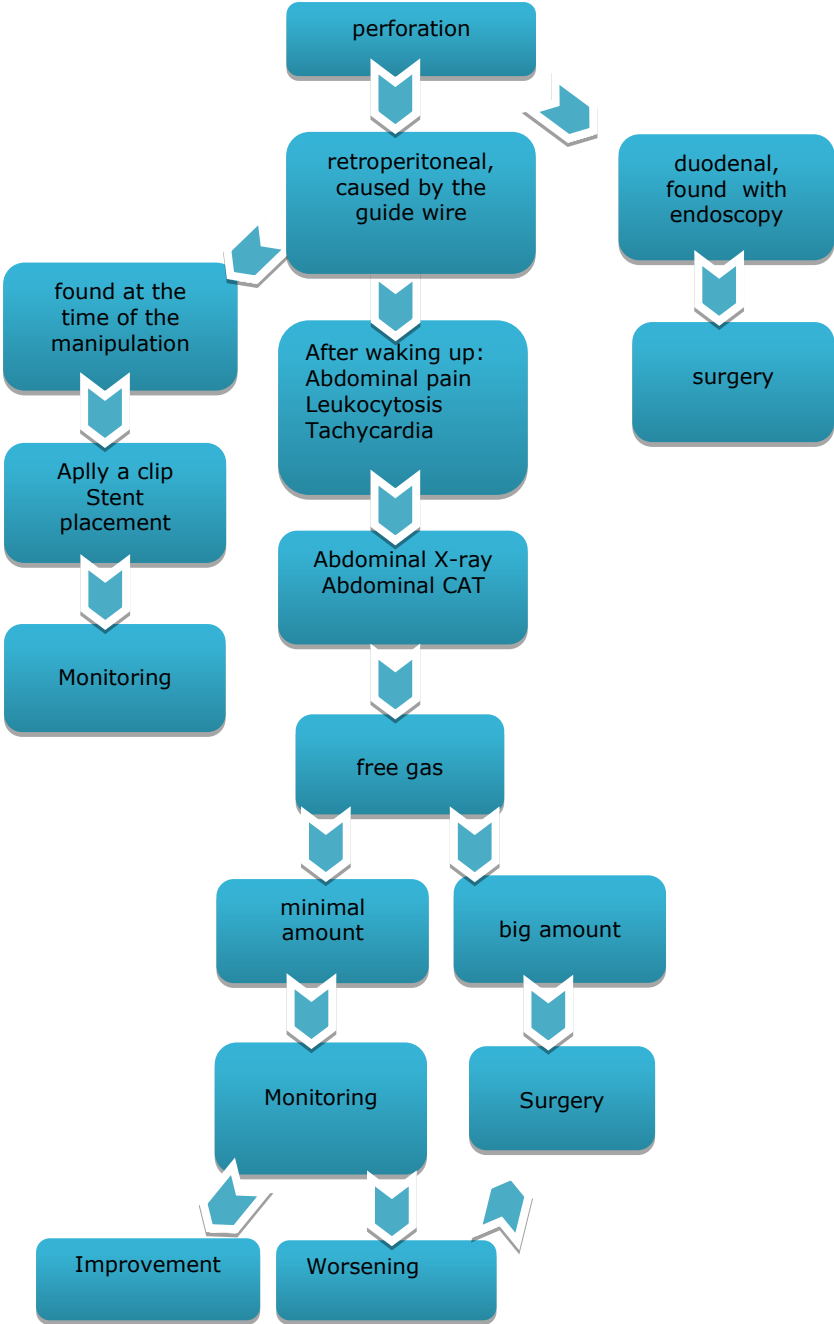 perforation
retroperitoneal,
caused by the
guide wire
duodenal,
found with
endoscopy
found at the
time of the
manipulation
After waking up:
Abdominal pain
Leukocytosis
Tachycardia
surgery
Aplly a clip
Stent
placement
Abdominal X-ray
Abdominal CAT
Monitoring
free gas
minimal
amount
big amount
Monitoring
Surgery
Improvement
Worsening